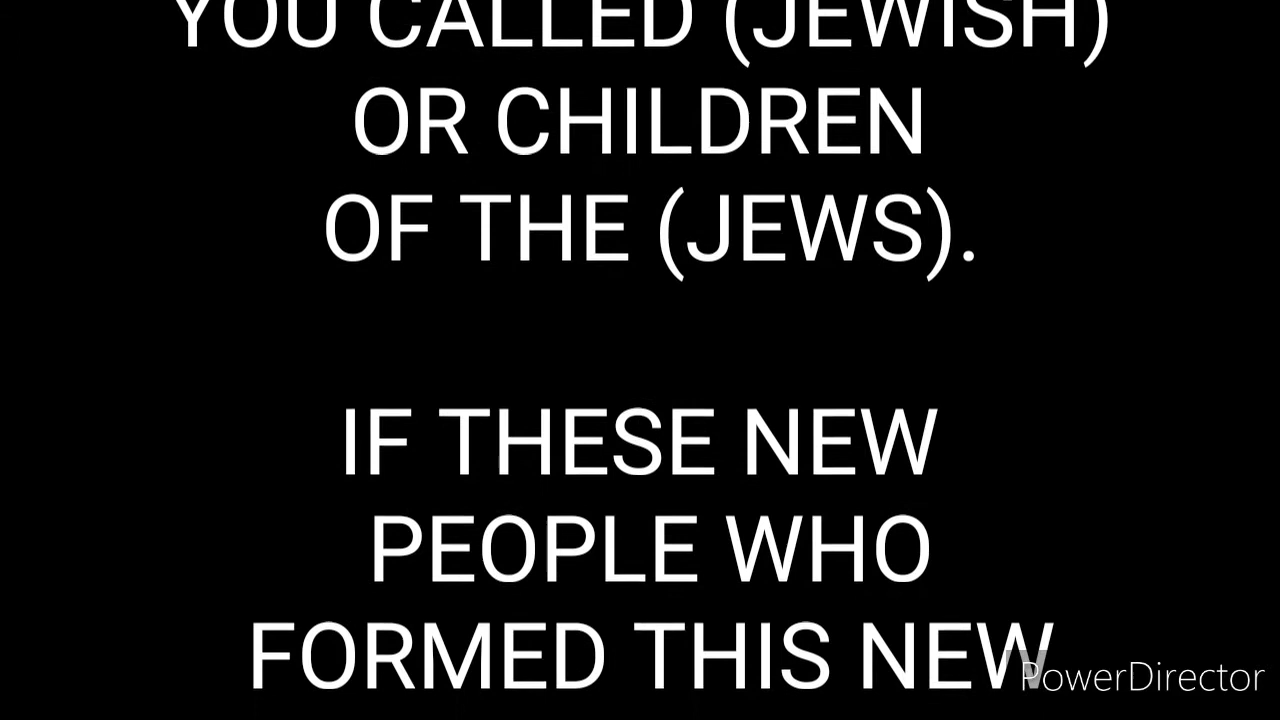 YOU CALLED (JEWISH)
OR CHILDREN
OF THE (JEWS).
IF THESE NEW
PEOPLE WHO
FORMED THIS NEW
PowerDirector